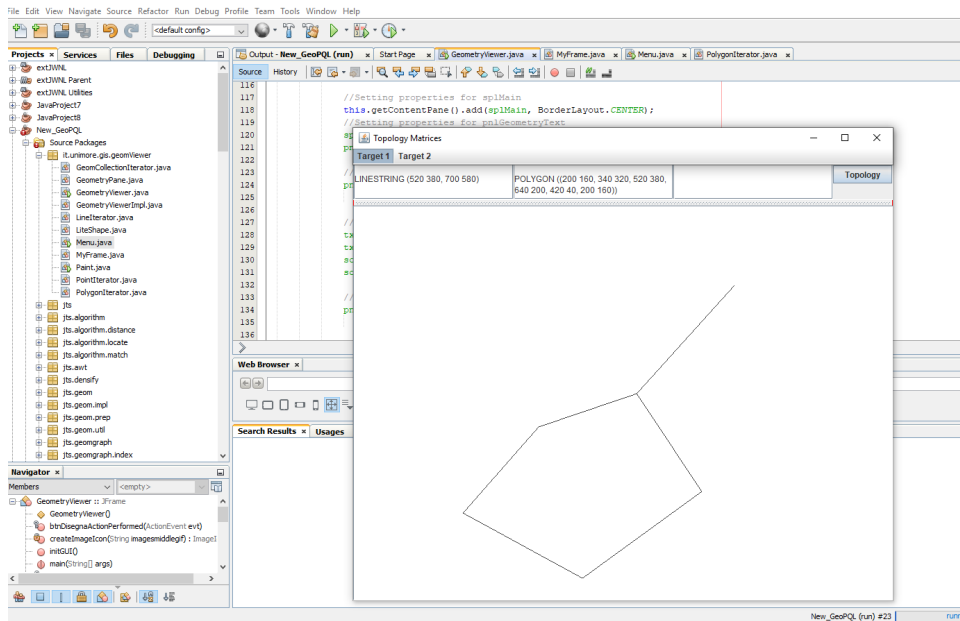 File Edit View Navigate Source Refactor Run Debug Profile Team Tools Window Help
<default config>
Projects × Services Files Debugging
Output - New_GeoPQL (run) × Start Page × GeometryViewer.java × MyFrame.java × Menu.java × PolygonIterator.java ×
extJWNL
extJWNL Parent
extJWNL Utilities
JavaProject7
JavaProject8
New_GeoPQL
Source Packages
it.unimore.gis.geomViewer
GeomCollectionIterator.java
GeometryPane.java
GeometryViewer.java
GeometryViewerImpl.java
LineIterator.java
LiteShape.java
Menu.java
MyFrame.java
Paint.java
PointIterator.java
PolygonIterator.java
jts
jts.algorithm
jts.algorithm.distance
jts.algorithm.locate
jts.algorithm.match
jts.awt
jts.densify
jts.geom
jts.geom.impl
jts.geom.prep
jts.geom.util
jts.geomgraph
jts.geomgraph.index
Source History
116
117 //Setting properties for splMain
118 this.getContentPane().add(splMain, BorderLayout.CENTER);
119 //Setting properties for pnlGeometryText
120 sp
121 pn
122
123 //
124 pn
125
126
127 //
128 tx
129 tx
130 sc
131 sc
132
133 //
134 pn
135
136
Topology Matrices
Target 1 Target 2
LINESTRING (520 380, 700 580)
POLYGON ((200 160, 340 320, 520 380,
640 200, 420 40, 200 160))
Topology
Web Browser ×
Search Results × Usages
Navigator ×
Members <empty>
GeometryViewer :: JFrame
GeometryViewer()
btnDisegnaActionPerformed(ActionEvent evt)
createImageIcon(String imagesmiddlegif) : ImageI
initGUI()
main(String[] args)
New_GeoPQL (run) #23
runn